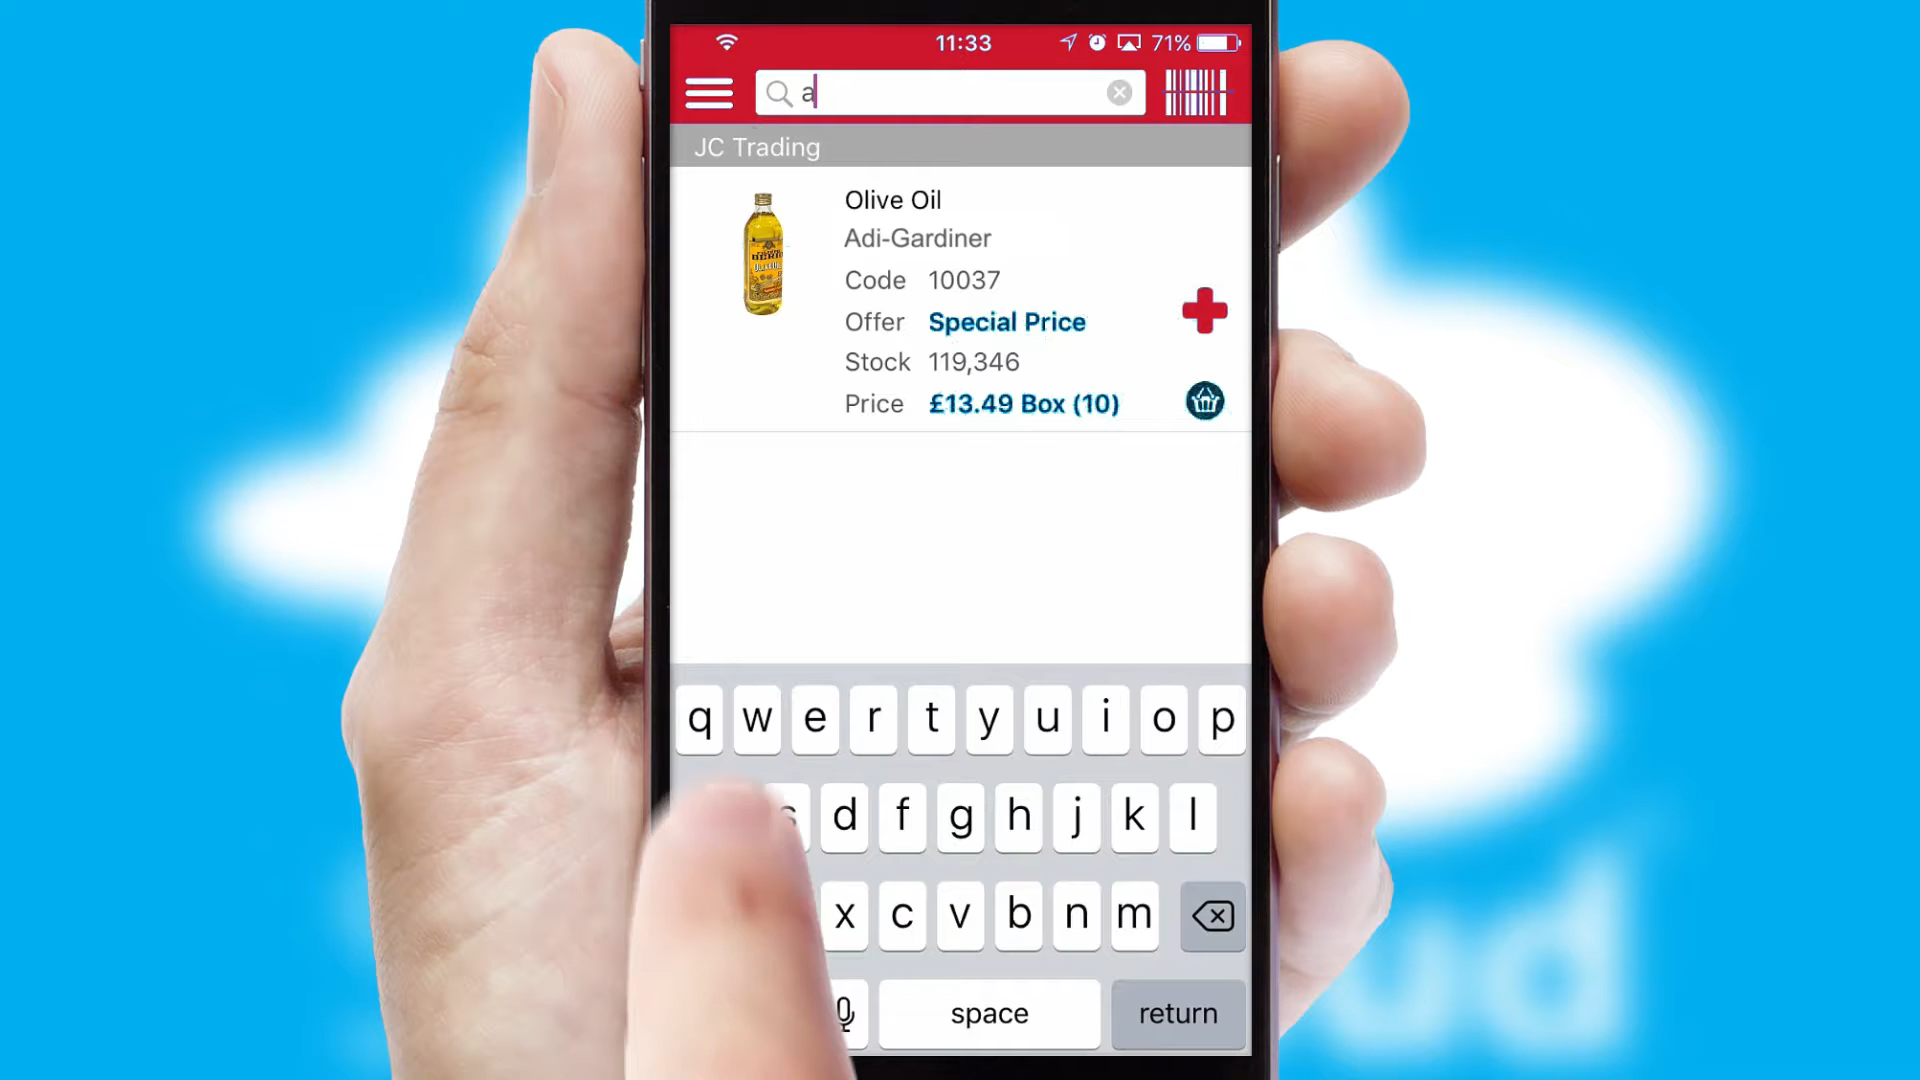 11:33
71%
a
JC Trading
Olive Oil
Adi-Gardiner
Code 10037
Offer Special Price
Stock 119,346
Price £13.49 Box (10)
q w e r t y u i o p
s d f g h j k l
x c v b n m
space return
ud